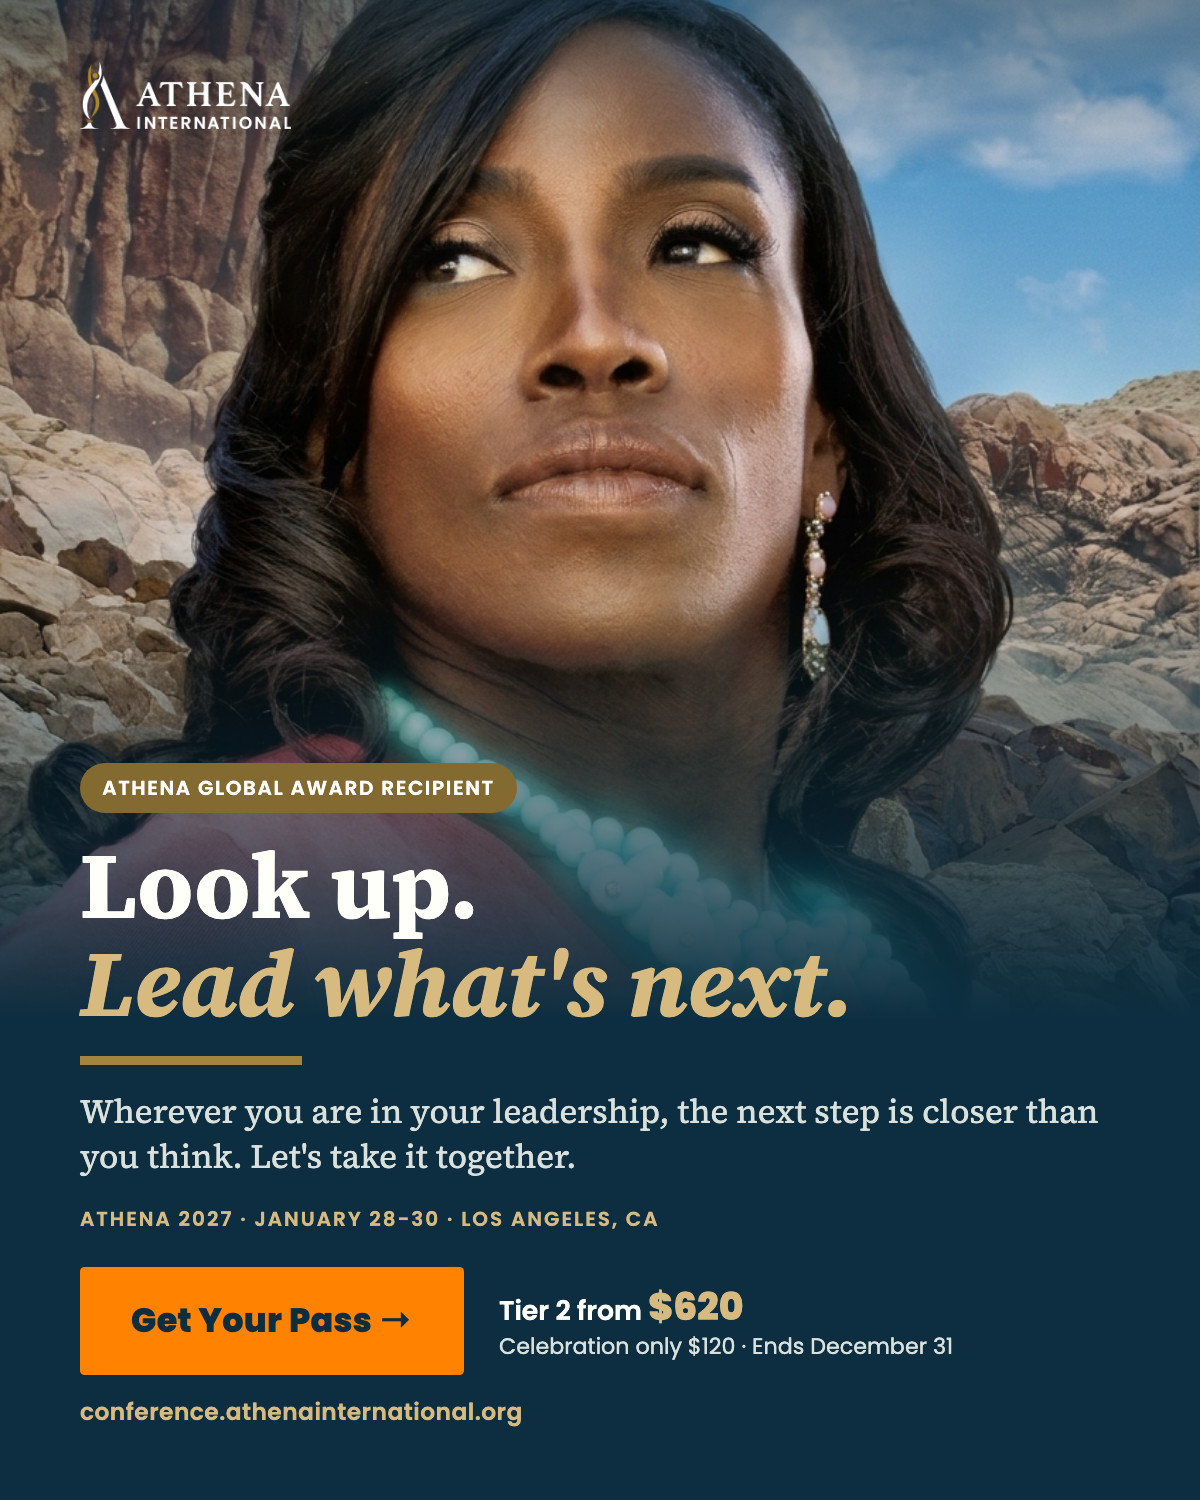 ATHENA
INTERNATIONAL
ATHENA GLOBAL AWARD RECIPIENT
Look up.
Lead what's next.
Wherever you are in your leadership, the next step is closer than
you think. Let's take it together.
ATHENA 2027 · JANUARY 28-30 · LOS ANGELES, CA
Get Your Pass →
Tier 2 from $620
Celebration only $120 · Ends December 31
conference.athenainternational.org